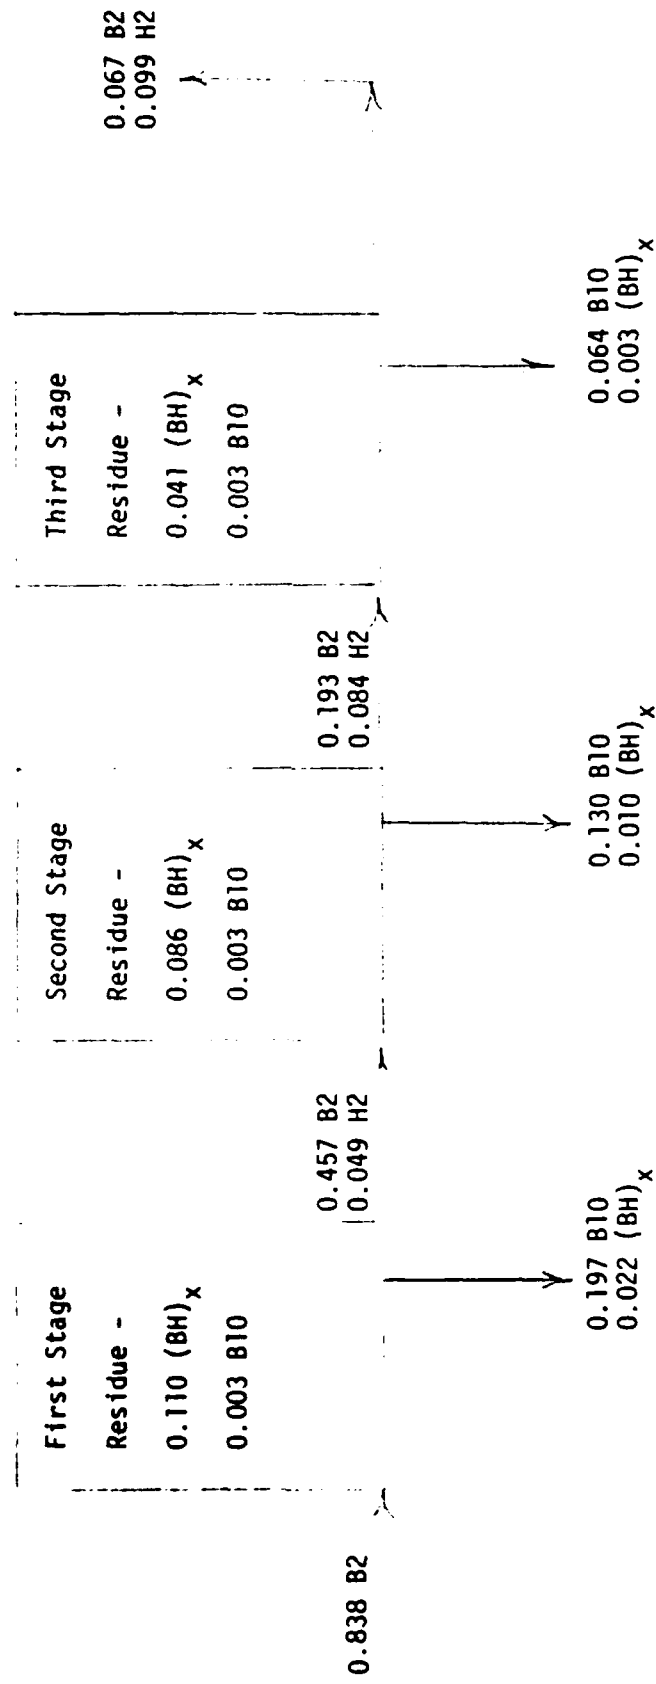 First Stage
Residue -
0.110 (BH)x
0.003 B10
Second Stage
Residue -
0.086 (BH)x
0.003 B10
Third Stage
Residue -
0.041 (BH)x
0.003 B10
0.067 B2
0.099 H2
0.838 B2
0.457 B2
0.049 H2
0.193 B2
0.084 H2
0.197 B10
0.022 (BH)x
0.130 B10
0.010 (BH)x
0.064 B10
0.003 (BH)x